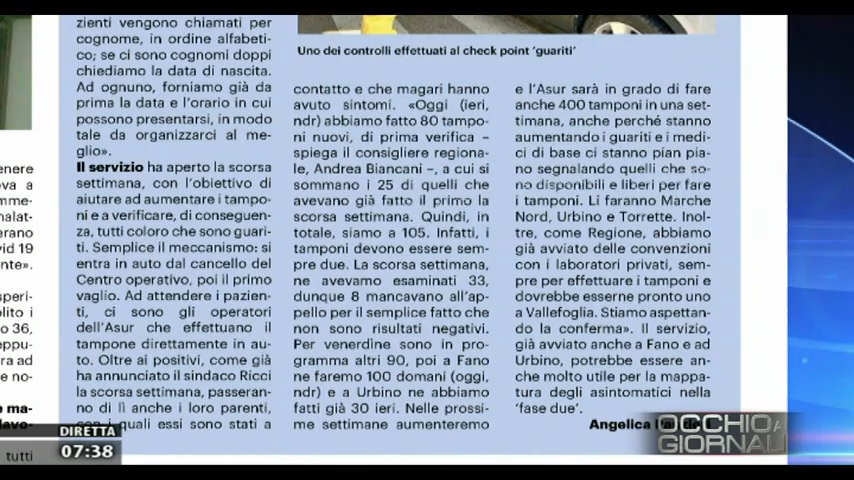 zienti vengono chiamati per
cognome, in ordine alfabeti-
co; se ci sono cognomi doppi
chiediamo la data di nascita.
Ad ognuno, forniamo già da
prima la data e l'orario in cui
possono presentarsi, in modo
tale da organizzarci al me-
glio».
Il servizio ha aperto la scorsa
settimana, con l'obiettivo di
aiutare ad aumentare i tampo-
ni e a verificare, di conseguen-
za, tutti coloro che sono guari-
ti. Semplice il meccanismo: si
entra in auto dal cancello del
Centro operativo, poi il primo
vaglio. Ad attendere i pazien-
ti, ci sono gli operatori
dell'Asur che effettuano il
tampone direttamente in au-
to. Oltre ai positivi, come già
ha annunciato il sindaco Ricci
la scorsa settimana, passeran-
no di lì anche i loro parenti,
con i quali essi sono stati a
Uno dei controlli effettuati al check point 'guariti'
contatto e che magari hanno
avuto sintomi. «Oggi (ieri,
ndr) abbiamo fatto 80 tampo-
ni nuovi, di prima verifica –
spiega il consigliere regiona-
le, Andrea Biancani –, a cui si
sommano i 25 di quelli che
avevano già fatto il primo la
scorsa settimana. Quindi, in
totale, siamo a 105. Infatti, i
tamponi devono essere sem-
pre due. La scorsa settimana,
ne avevamo esaminati 33,
dunque 8 mancavano all'ap-
pello per il semplice fatto che
non sono risultati negativi.
Per venerdìne sono in pro-
gramma altri 90, poi a Fano
ne faremo 100 domani (oggi,
ndr) e a Urbino ne abbiamo
fatti già 30 ieri. Nelle prossi-
me settimane aumenteremo
e l'Asur sarà in grado di fare
anche 400 tamponi in una set-
timana, anche perché stanno
aumentando i guariti e i medi-
ci di base ci stanno pian pia-
no segnalando quelli che so-
no disponibili e liberi per fare
i tamponi. Li faranno Marche
Nord, Urbino e Torrette. Inol-
tre, come Regione, abbiamo
già avviato delle convenzioni
con i laboratori privati, sem-
pre per effettuare i tamponi e
dovrebbe esserne pronto uno
a Vallefoglia. Stiamo aspettan-
do la conferma». Il servizio,
già avviato anche a Fano e ad
Urbino, potrebbe essere an-
che molto utile per la mappa-
tura degli asintomatici nella
'fase due'.
Angelica
OCCHIO AI
GIORNALI
DIRETTA
07:38
tutti